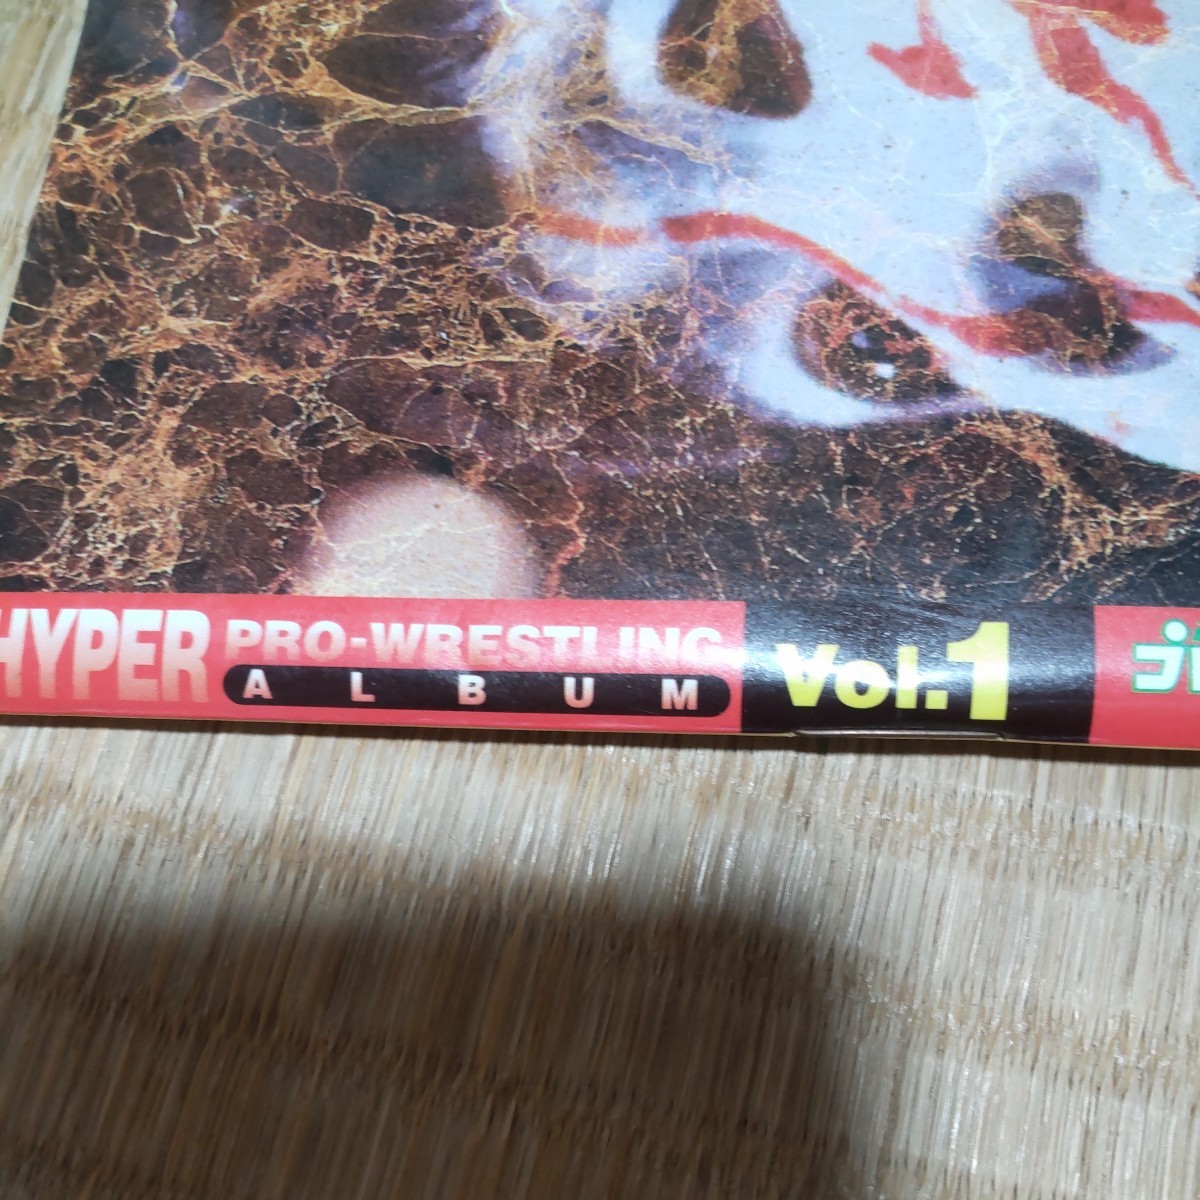 HYPER PRO-WRESTLING
ALBUM
Vol.1